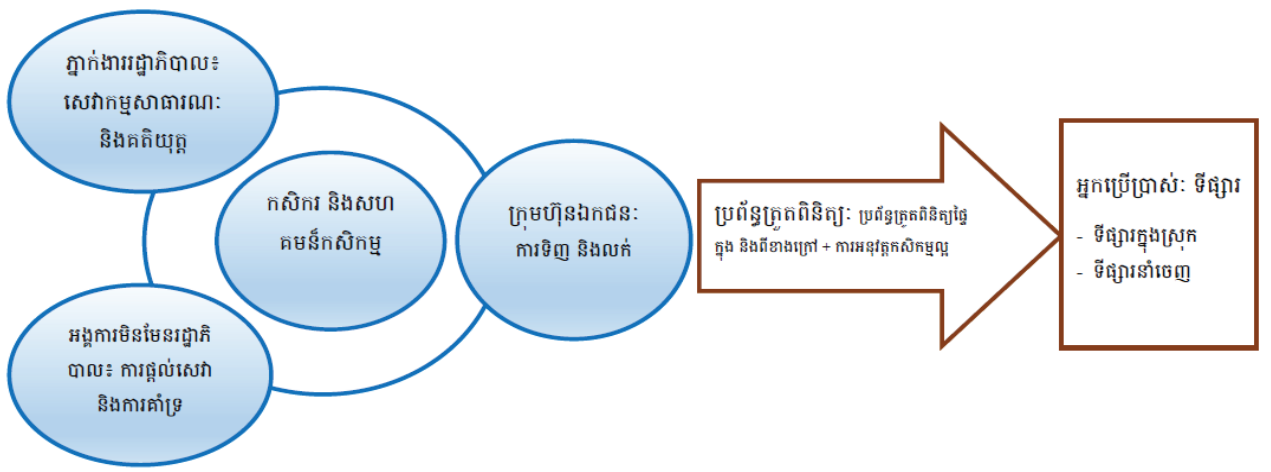 ភ្នាក់ងាររដ្ឋាភិបាល៖
សេវាកម្មសាធារណៈ
និងគតិយុត្ត
កសិករ និងសហ
គមន៏កសិកម្ម
អង្គការមិនមែនរដ្ឋាភិ
បាល៖ ការផ្តល់សេវា
និងការគាំទ្រ
ក្រុមហ៊ុនឯកជនៈ
ការទិញ និងលក់
ប្រព័ន្ធត្រួតពិនិត្យៈ ប្រព័ន្ធត្រួតពិនិត្យផ្ទៃ
ក្នុង និងពីខាងក្រៅ + ការអនុវត្តកសិកម្មល្អ
អ្នកប្រើប្រាស់ៈ ទីផ្សារ
- ទីផ្សារក្នុងស្រុក
- ទីផ្សារនាំចេញ